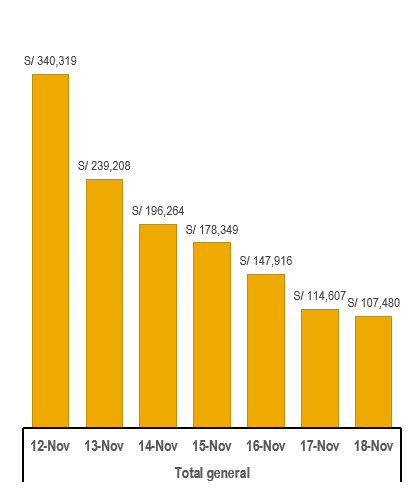 S/ 340,319
S/ 239,208
S/ 196,264
S/ 178,349
S/ 147,916
S/ 114,607
S/ 107,480
12-Nov 13-Nov 14-Nov 15-Nov 16-Nov 17-Nov 18-Nov
Total general